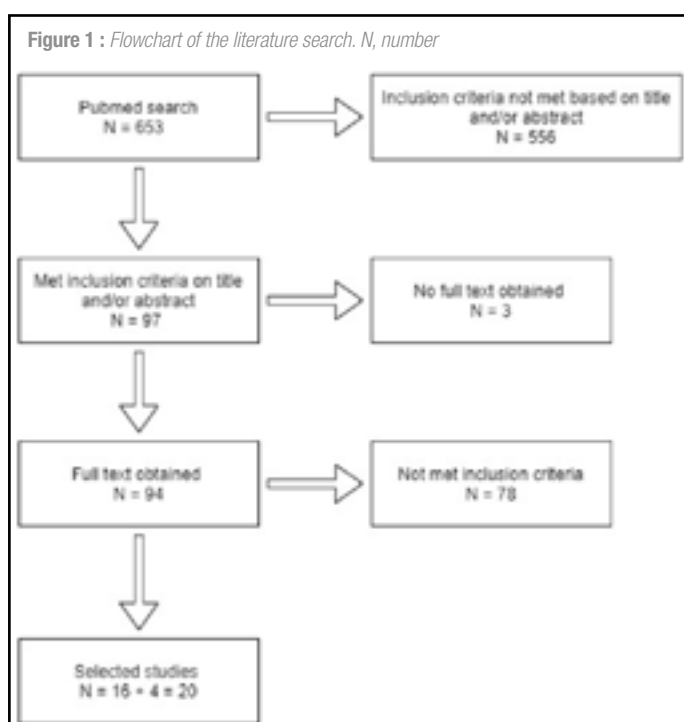 Figure 1 : Flowchart of the literature search. N, number
Pubmed search
N = 653
Inclusion criteria not met based on title
and/or abstract
N = 556
Met inclusion criteria on title
and/or abstract
N = 97
No full text obtained
N = 3
Full text obtained
N = 94
Not met inclusion criteria
N = 78
Selected studies
N = 16 + 4 = 20